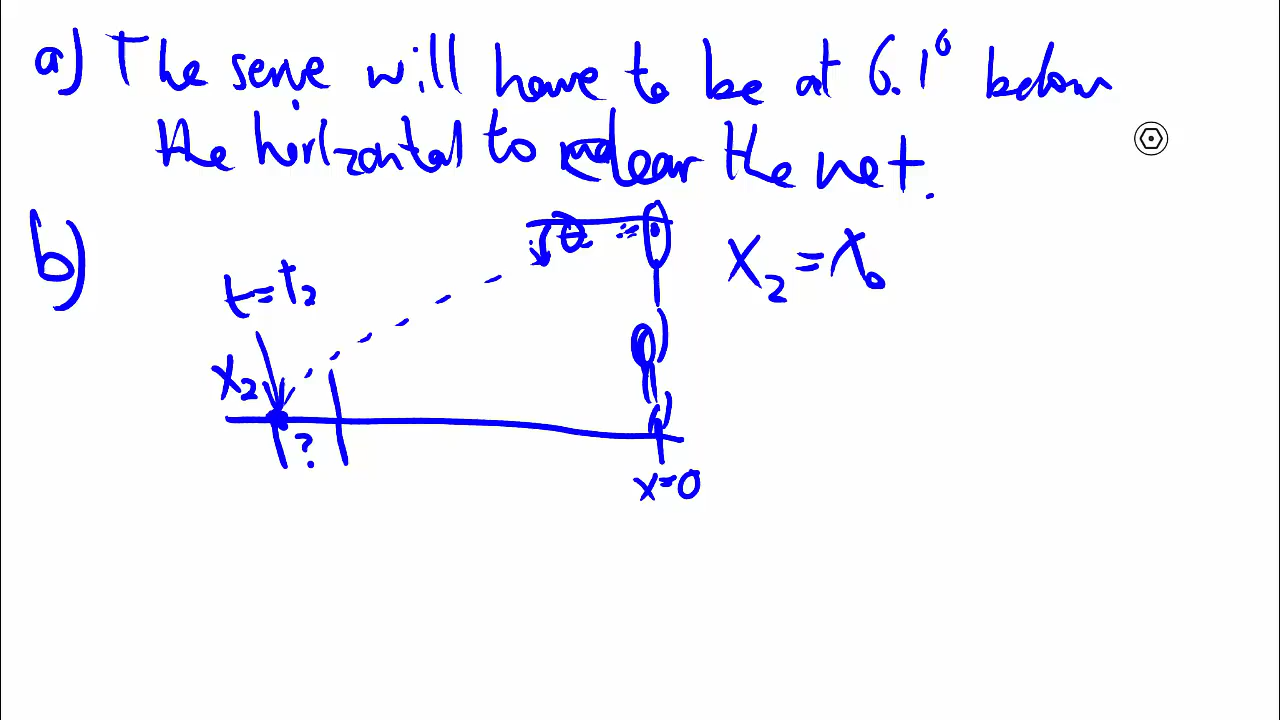 a) The serve will have to be at 6.1° below
the horizontal to clear the net.
b)
θ
x₂ = x₀
t=t₂
x₂
?
x=0